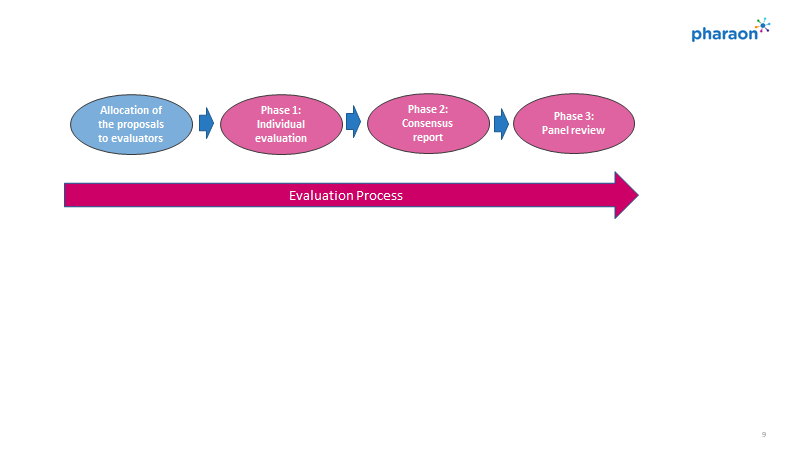 pharaon
Allocation of
the proposals
to evaluators
Phase 1:
Individual
evaluation
Phase 2:
Consensus
report
Phase 3:
Panel review
Evaluation Process
9